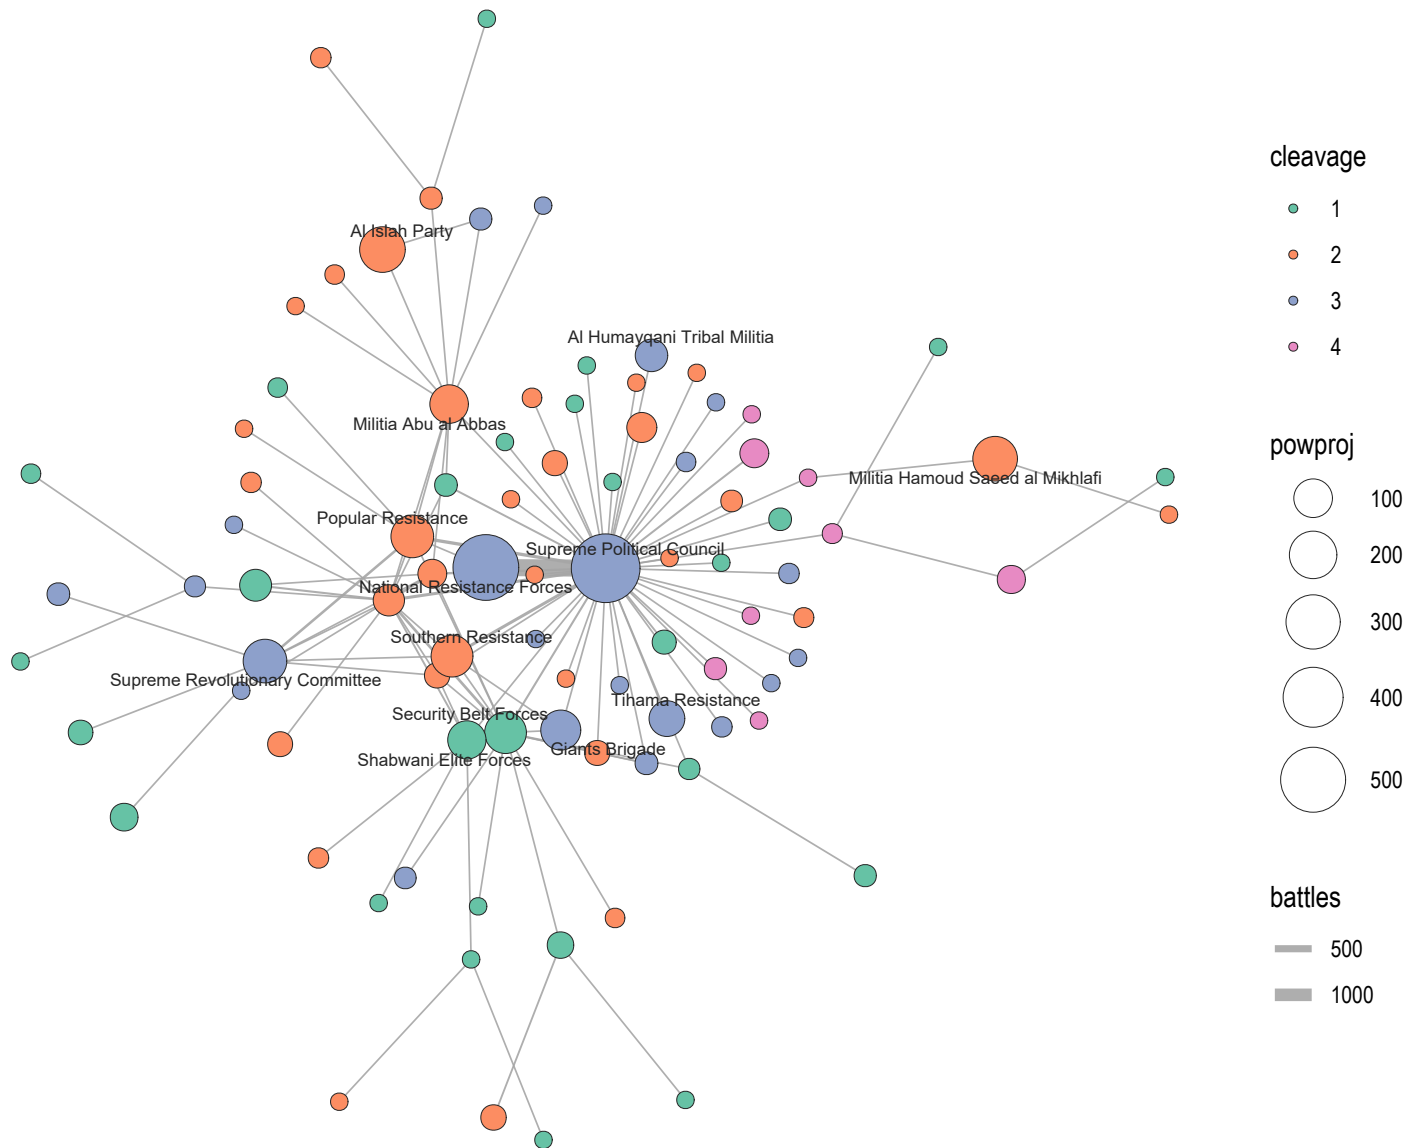 Al Islah Party
Al Humayqani Tribal Militia
Militia Abu al Abbas
Militia Hamoud Saeed al Mikhlafi
Popular Resistance
Supreme Political Council
National Resistance Forces
Southern Resistance
Supreme Revolutionary Committee
Tihama Resistance
Security Belt Forces
Giants Brigade
Shabwani Elite Forces
cleavage
1
2
3
4
powproj
100
200
300
400
500
battles
500
1000